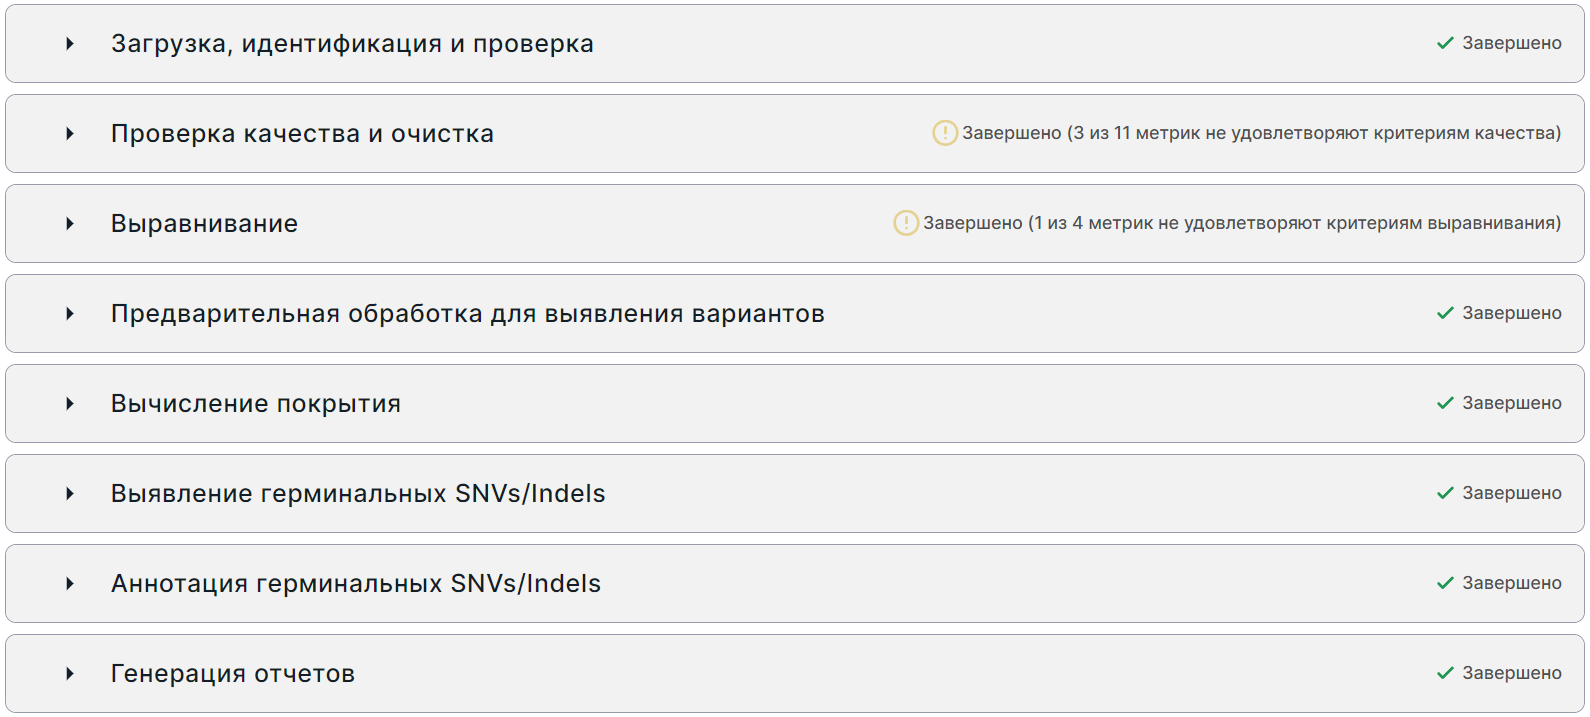 Загрузка, идентификация и проверка
Завершено
Проверка качества и очистка
Завершено (3 из 11 метрик не удовлетворяют критериям качества)
Выравнивание
Завершено (1 из 4 метрик не удовлетворяют критериям выравнивания)
Предварительная обработка для выявления вариантов
Завершено
Вычисление покрытия
Завершено
Выявление герминальных SNVs/Indels
Завершено
Аннотация герминальных SNVs/Indels
Завершено
Генерация отчетов
Завершено